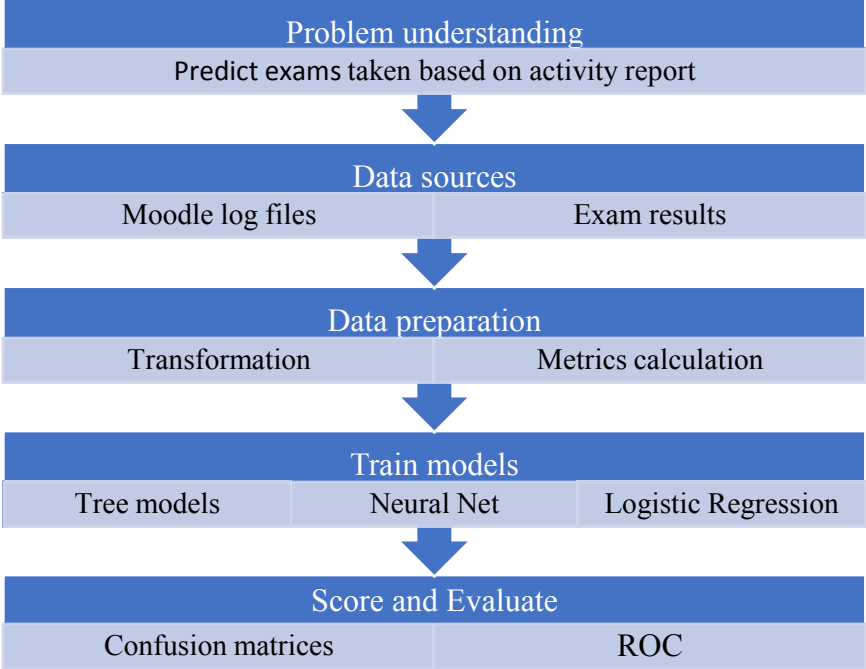 Problem understanding
Predict exams taken based on activity report
Data sources
Moodle log files
Exam results
Data preparation
Transformation
Metrics calculation
Train models
Tree models
Neural Net
Logistic Regression
Score and Evaluate
Confusion matrices
ROC